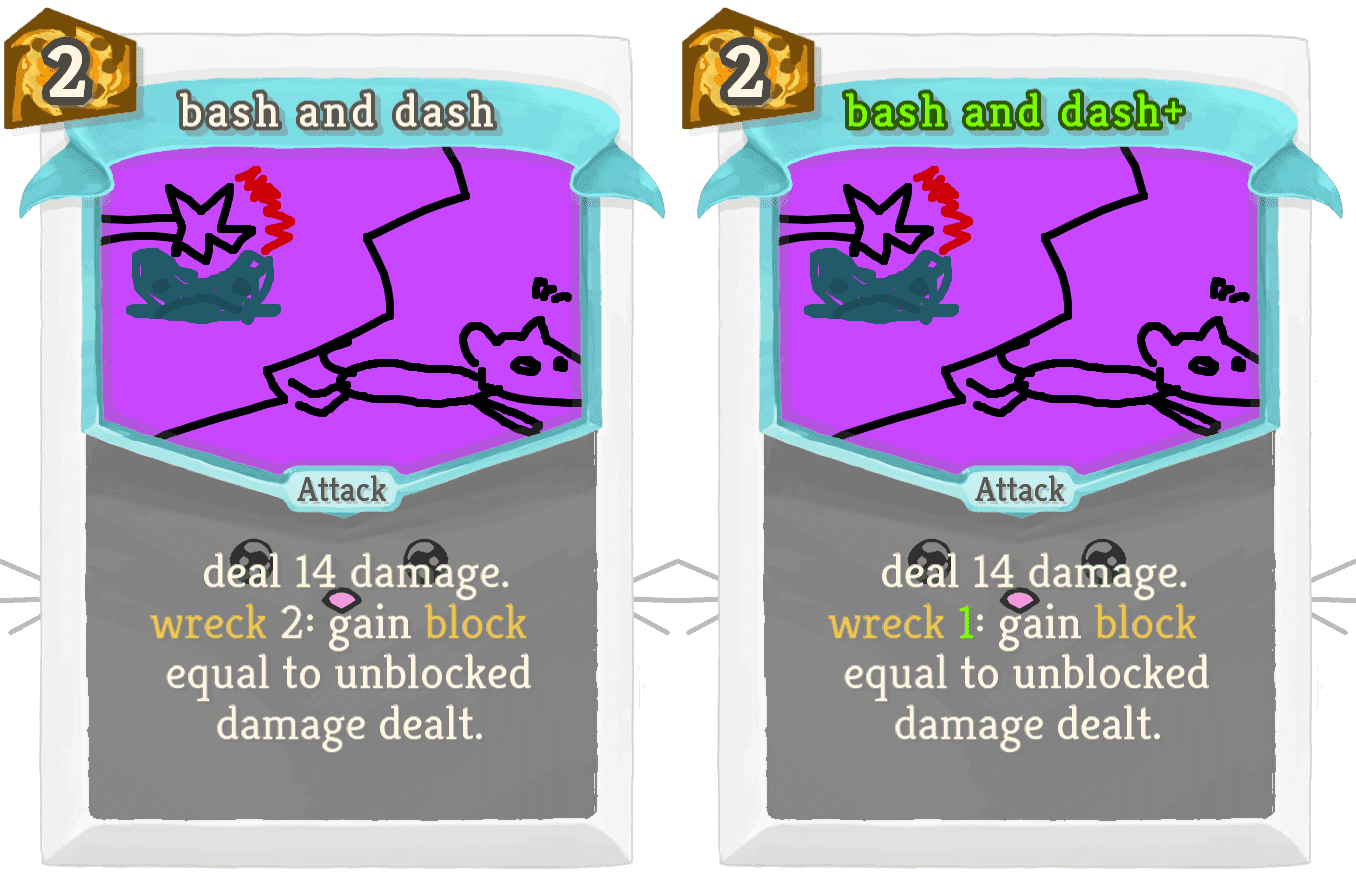 2
bash and dash
Attack
deal 14 damage.
wreck 2: gain block
equal to unblocked
damage dealt.
2
bash and dash+
Attack
deal 14 damage.
wreck 1: gain block
equal to unblocked
damage dealt.